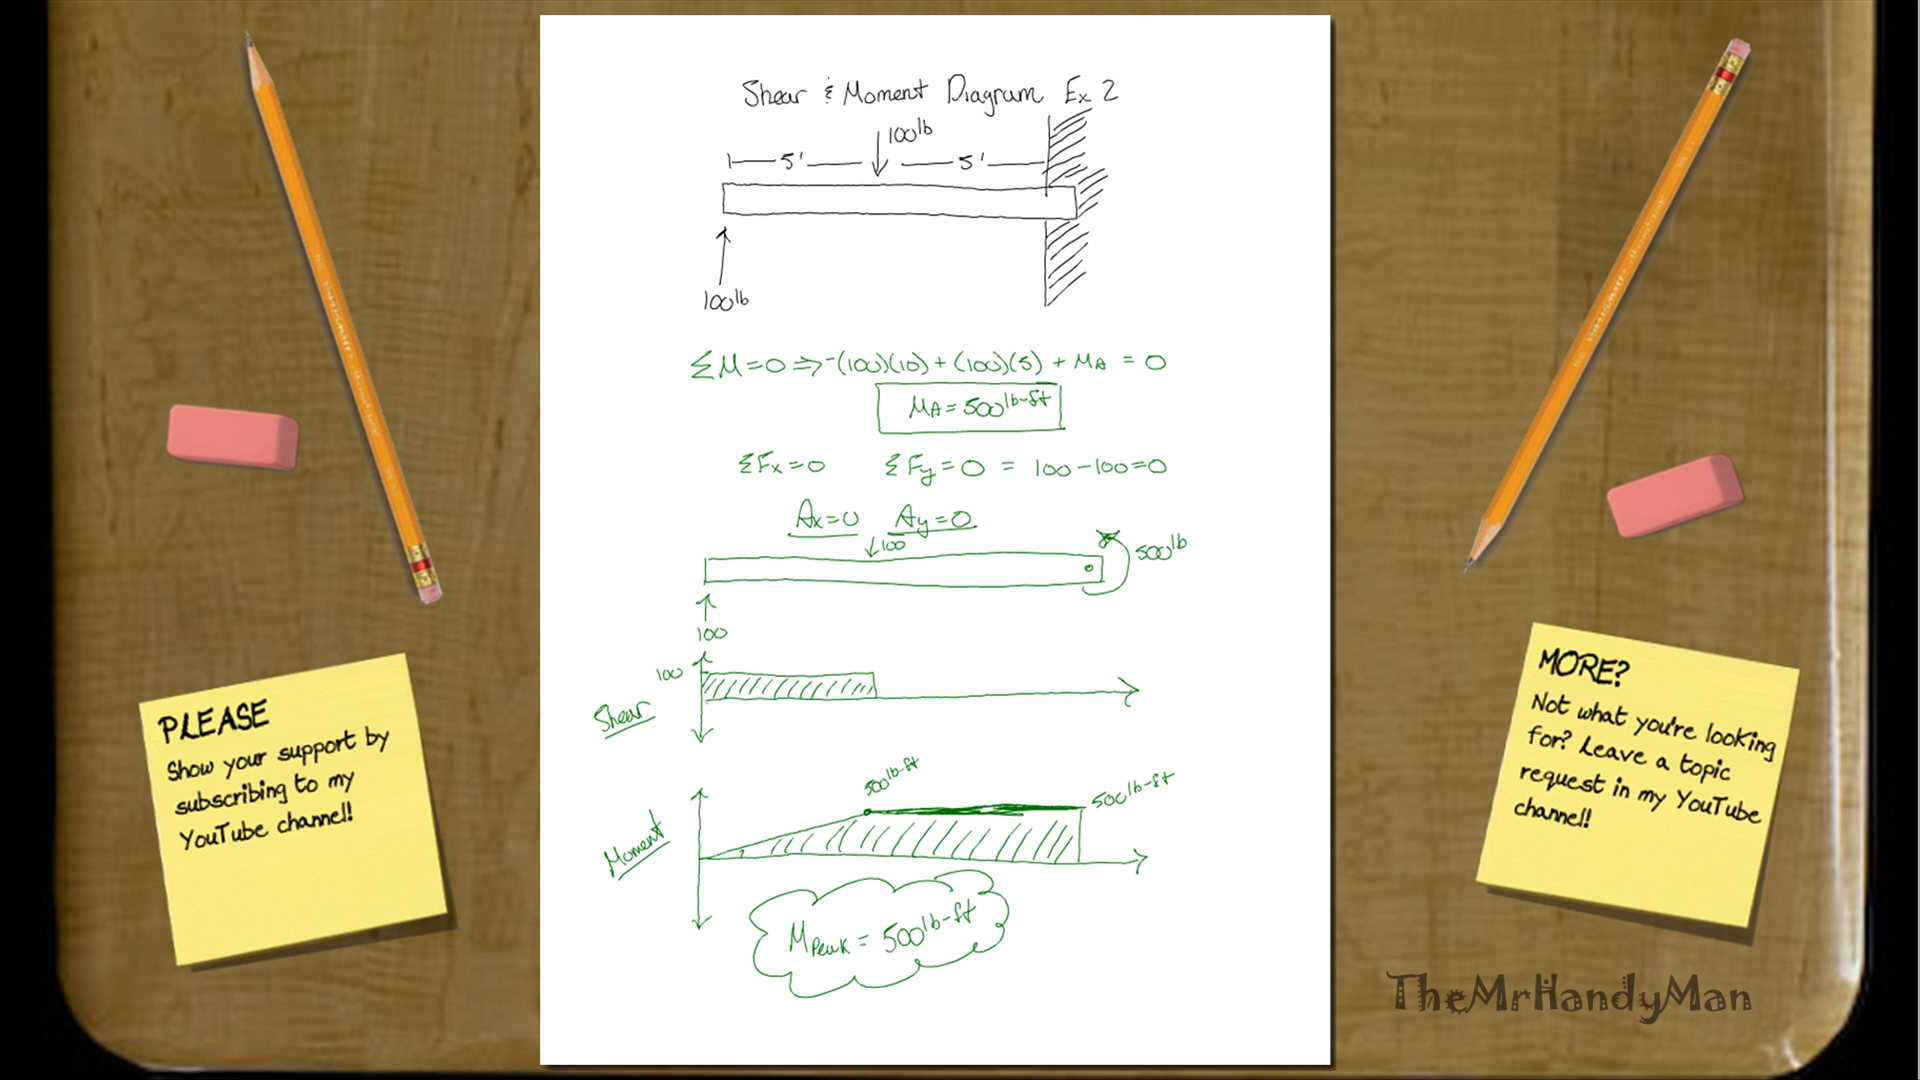 Shear & Moment Diagram Ex 2
100lb
5' 5'
100lb
ΣM=0 ⇒ -(100)(10) + (100)(5) + MA = 0
MA = 500 lb-ft
ΣFx=0 ΣFy=0 = 100-100=0
Ax=0 Ay=0
100
500lb
100
100
Shear
500lb-ft
500lb-ft
Moment
MPeak = 500lb-ft
PLEASE
Show your support by
subscribing to my
YouTube channel!
MORE?
Not what you're looking
for? Leave a topic
request in my YouTube
channel!
TheMrHandyMan